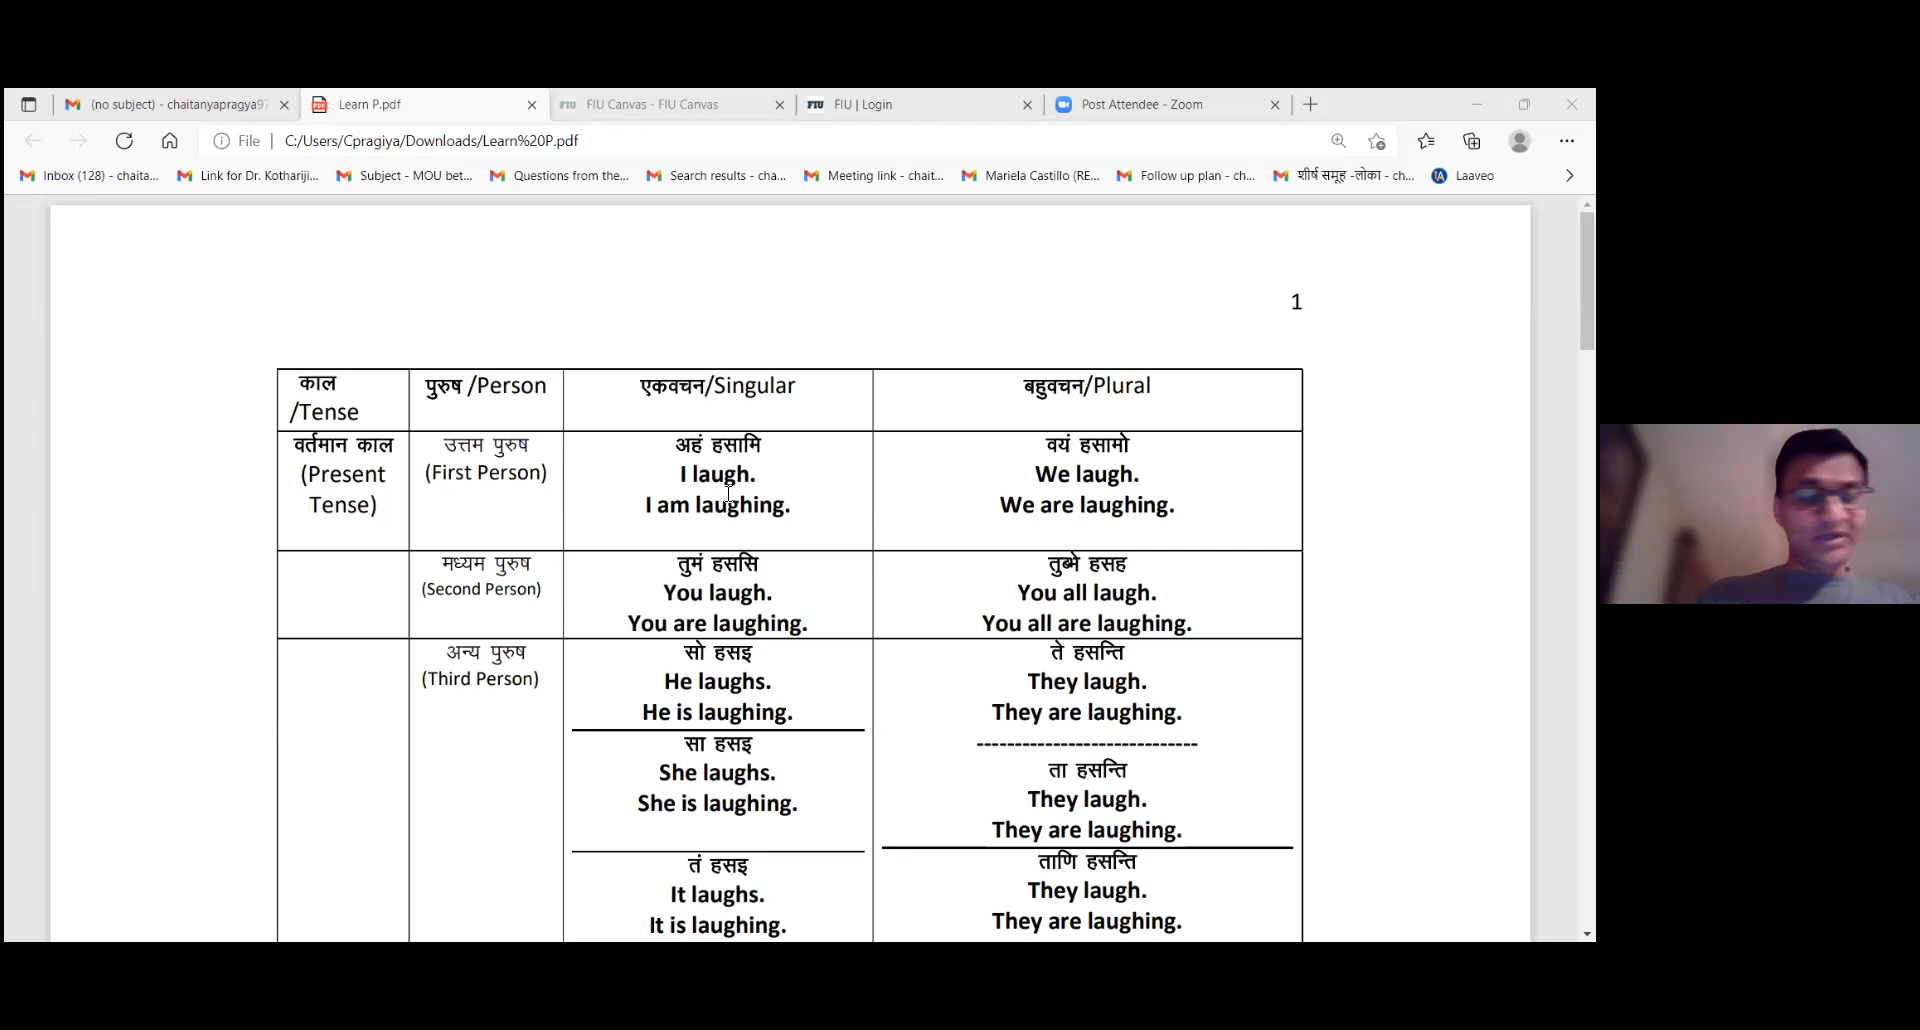 (no subject) - chaitanyapragya97
Learn P.pdf
FIU Canvas - FIU Canvas
FIU | Login
Post Attendee - Zoom
File | C:/Users/Cpragiya/Downloads/Learn%20P.pdf
Inbox (128) - chaita...
Link for Dr. Kothariji...
Subject - MOU bet...
Questions from the...
Search results - cha...
Meeting link - chait...
Mariela Castillo (RE...
Follow up plan - ch...
शीर्ष समूह -लोका - ch...
Laaveo
1
काल
/Tense
पुरुष /Person
एकवचन/Singular
बहुवचन/Plural
वर्तमान काल
(Present
Tense)
उत्तम पुरुष
(First Person)
अहं हसामि
I laugh.
I am laughing.
वयं हसामो
We laugh.
We are laughing.
मध्यम पुरुष
(Second Person)
तुमं हससि
You laugh.
You are laughing.
तुब्भे हसह
You all laugh.
You all are laughing.
अन्य पुरुष
(Third Person)
सो हसइ
He laughs.
He is laughing.
सा हसइ
She laughs.
She is laughing.
तं हसइ
It laughs.
It is laughing.
ते हसन्ति
They laugh.
They are laughing.
ता हसन्ति
They laugh.
They are laughing.
ताणि हसन्ति
They laugh.
They are laughing.